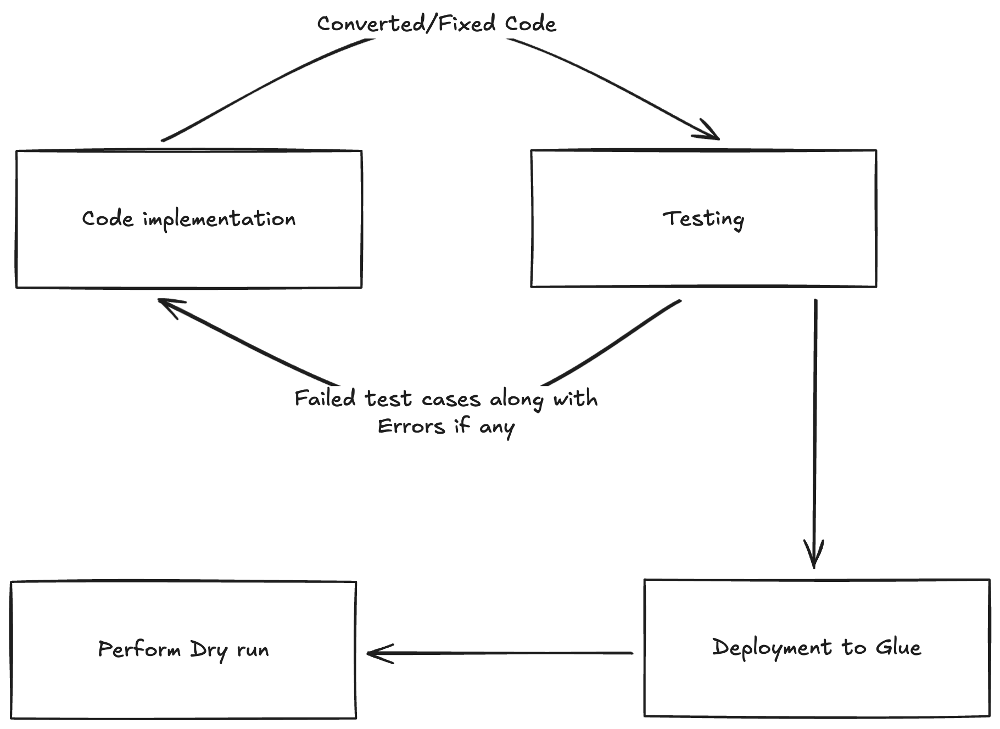 Converted/Fixed Code
Code implementation
Testing
Failed test cases along with
Errors if any
Perform Dry run
Deployment to Glue